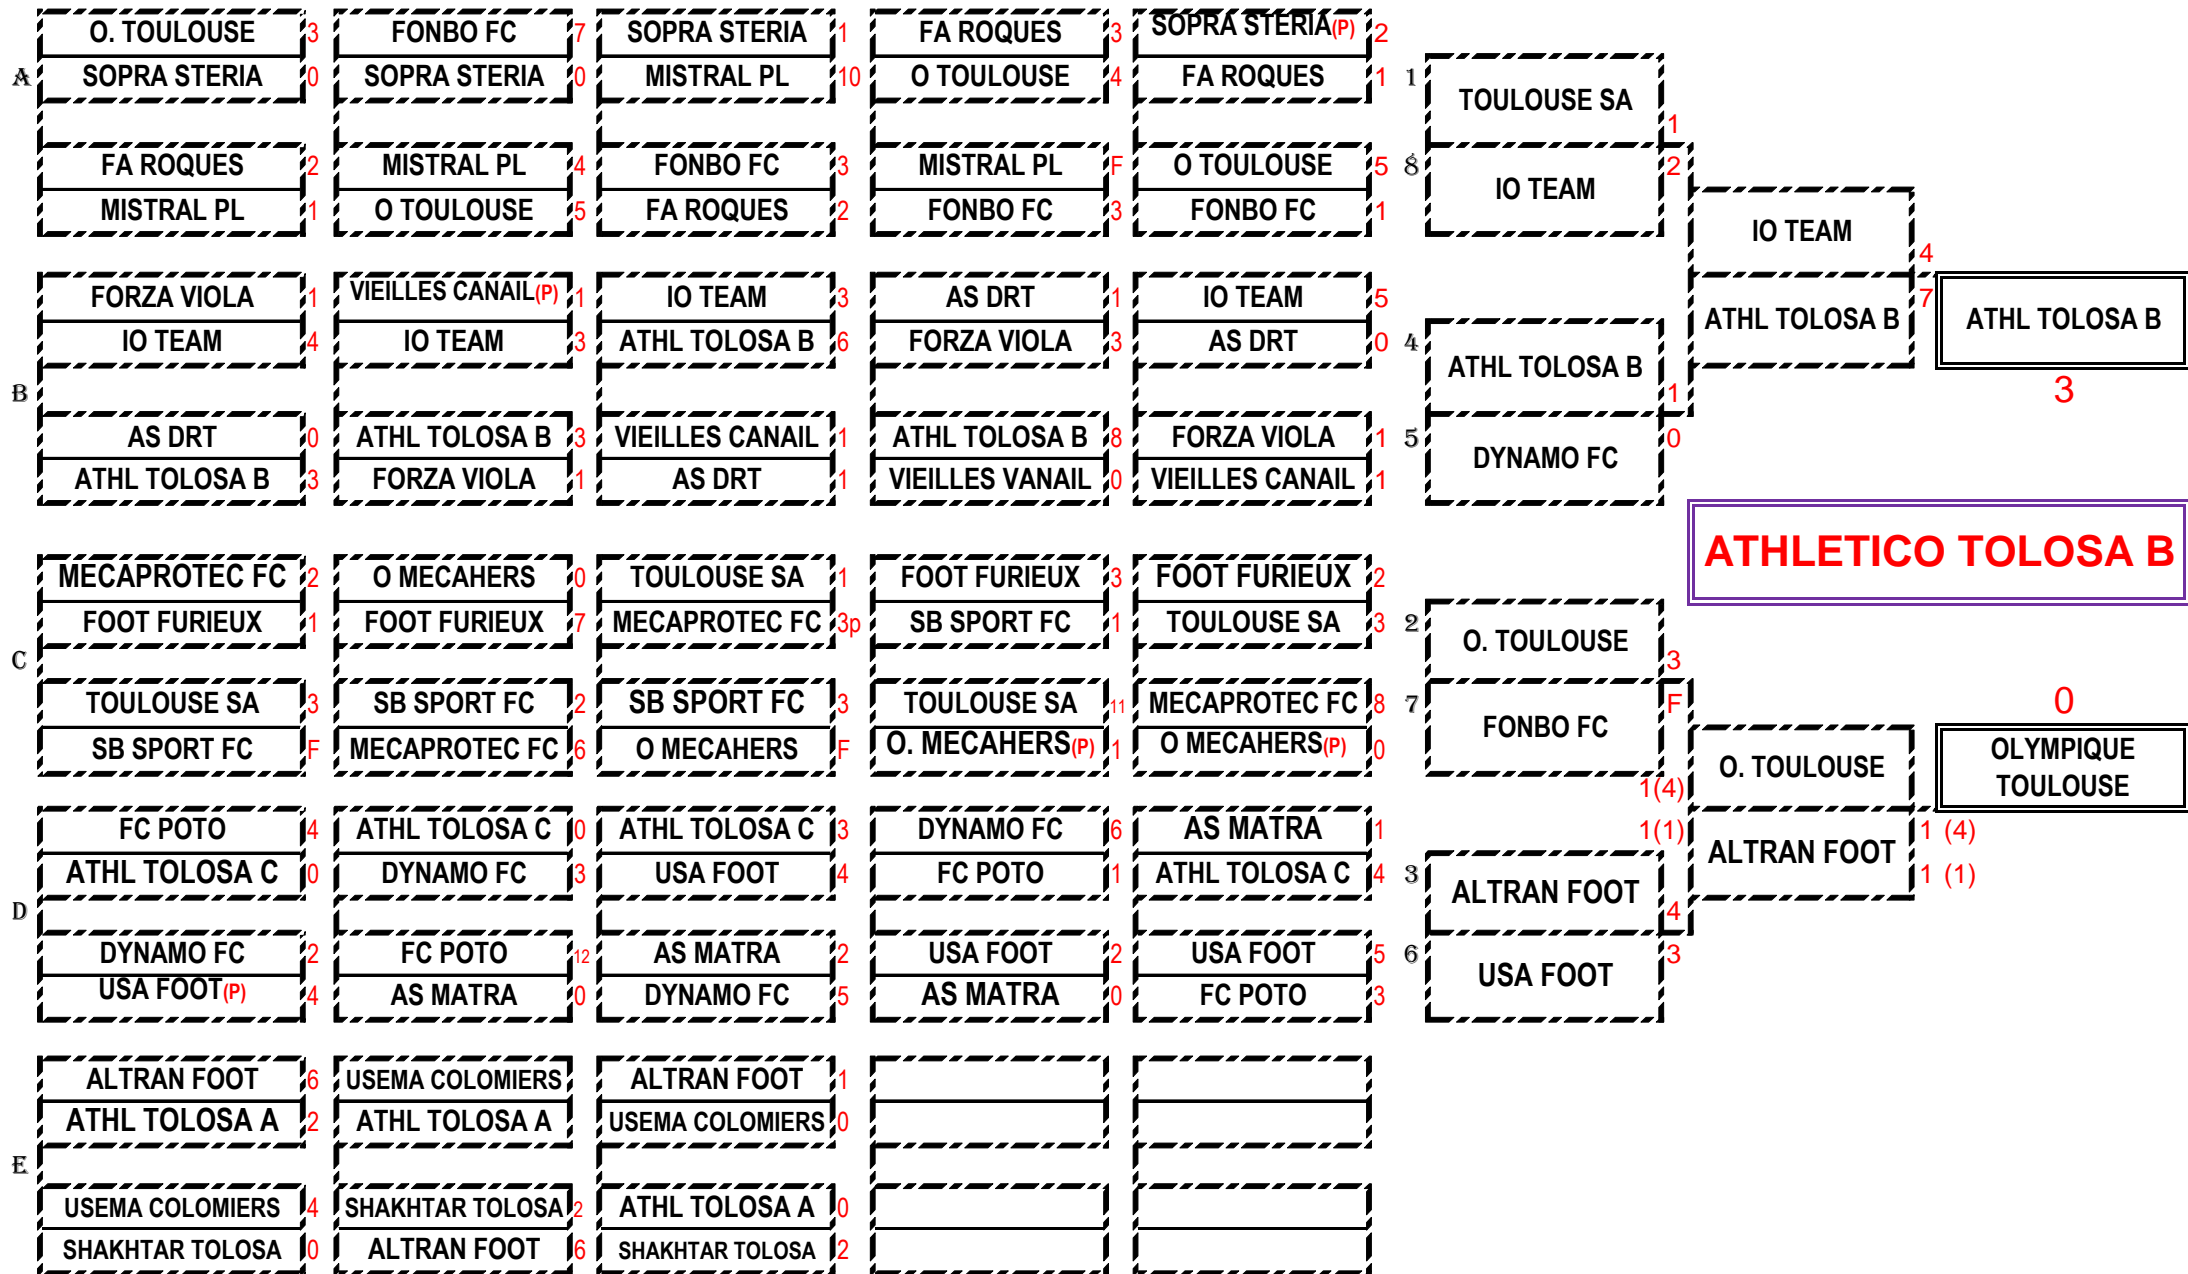 A
O. TOULOUSE 3
SOPRA STERIA 0
FA ROQUES 2
MISTRAL PL 1
FONBO FC 7
SOPRA STERIA 0
MISTRAL PL 4
O TOULOUSE 5
SOPRA STERIA 1
MISTRAL PL 10
FONBO FC 3
FA ROQUES 2
FA ROQUES 3
O TOULOUSE 4
MISTRAL PL F
FONBO FC 3
SOPRA STERIA(P) 2
FA ROQUES 1
O TOULOUSE 5
FONBO FC 1
B
FORZA VIOLA 1
IO TEAM 4
AS DRT 0
ATHL TOLOSA B 3
VIEILLES CANAIL(P) 1
IO TEAM 3
ATHL TOLOSA B 3
FORZA VIOLA 1
IO TEAM 3
ATHL TOLOSA B 6
VIEILLES CANAIL 1
AS DRT 1
AS DRT 1
FORZA VIOLA 3
ATHL TOLOSA B 8
VIEILLES VANAIL 0
IO TEAM 5
AS DRT 0
FORZA VIOLA 1
VIEILLES CANAIL 1
C
MECAPROTEC FC 2
FOOT FURIEUX 1
TOULOUSE SA 3
SB SPORT FC F
O MECAHERS 0
FOOT FURIEUX 7
SB SPORT FC 2
MECAPROTEC FC 6
TOULOUSE SA 1
MECAPROTEC FC 3p
SB SPORT FC 3
O MECAHERS F
FOOT FURIEUX 3
SB SPORT FC 1
TOULOUSE SA 11
O. MECAHERS(P) 1
FOOT FURIEUX 2
TOULOUSE SA 3
MECAPROTEC FC 8
O MECAHERS(P) 0
D
FC POTO 4
ATHL TOLOSA C 0
DYNAMO FC 2
USA FOOT(P) 4
ATHL TOLOSA C 0
DYNAMO FC 3
FC POTO 12
AS MATRA 0
ATHL TOLOSA C 3
USA FOOT 4
AS MATRA 2
DYNAMO FC 5
DYNAMO FC 6
FC POTO 1
USA FOOT 2
AS MATRA 0
AS MATRA 1
ATHL TOLOSA C 4
USA FOOT 5
FC POTO 3
E
ALTRAN FOOT 6
ATHL TOLOSA A 2
USEMA COLOMIERS 4
SHAKHTAR TOLOSA 0
USEMA COLOMIERS
ATHL TOLOSA A
SHAKHTAR TOLOSA 2
ALTRAN FOOT 6
ALTRAN FOOT 1
USEMA COLOMIERS 0
ATHL TOLOSA A 0
SHAKHTAR TOLOSA 2
1 TOULOUSE SA 1
8 IO TEAM 2
4 ATHL TOLOSA B 1
5 DYNAMO FC 0
2 O. TOULOUSE 3
7 FONBO FC F
1(4)
1(1)
3 ALTRAN FOOT 4
6 USA FOOT 3
IO TEAM 4
ATHL TOLOSA B 7
O. TOULOUSE
ALTRAN FOOT
1 (4)
1 (1)
ATHL TOLOSA B
3
ATHLETICO TOLOSA B
0
OLYMPIQUE
TOULOUSE